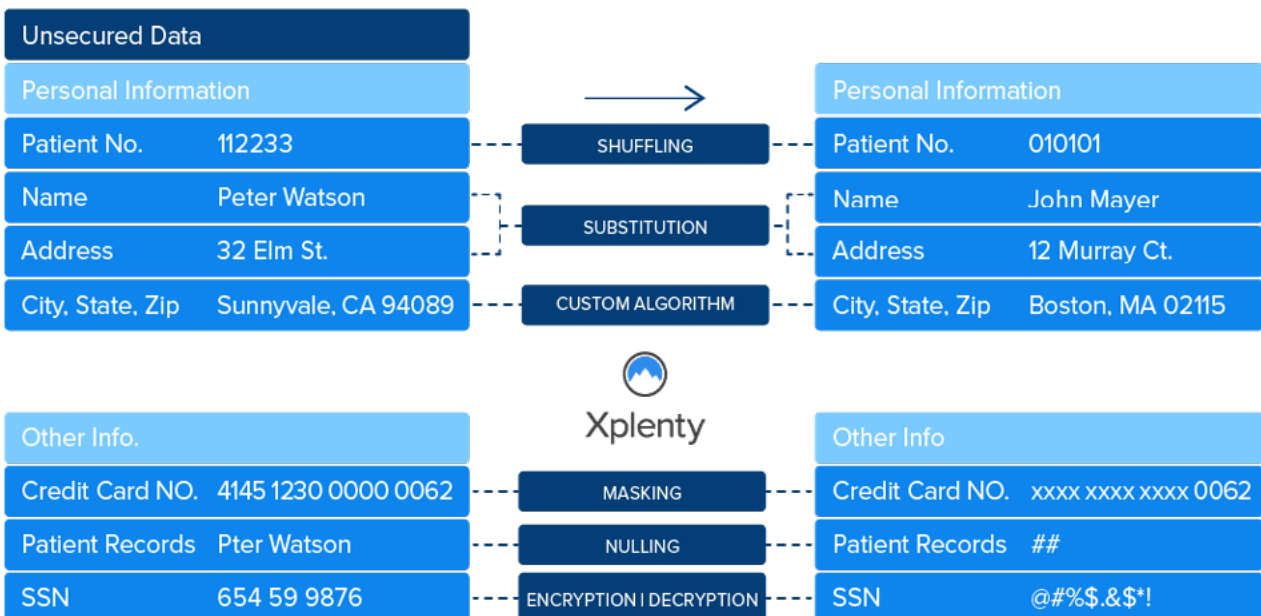 Unsecured Data
Personal Information
Personal Information
Patient No. 112233 SHUFFLING Patient No. 010101
Name Peter Watson Name John Mayer
SUBSTITUTION
Address 32 Elm St. Address 12 Murray Ct.
City, State, Zip Sunnyvale, CA 94089 CUSTOM ALGORITHM City, State, Zip Boston, MA 02115
Xplenty
Other Info. Other Info
Credit Card NO. 4145 1230 0000 0062 MASKING Credit Card NO. xxxx xxxx xxxx 0062
Patient Records Pter Watson NULLING Patient Records ##
SSN 654 59 9876 ENCRYPTION | DECRYPTION SSN @#%$,&$*!